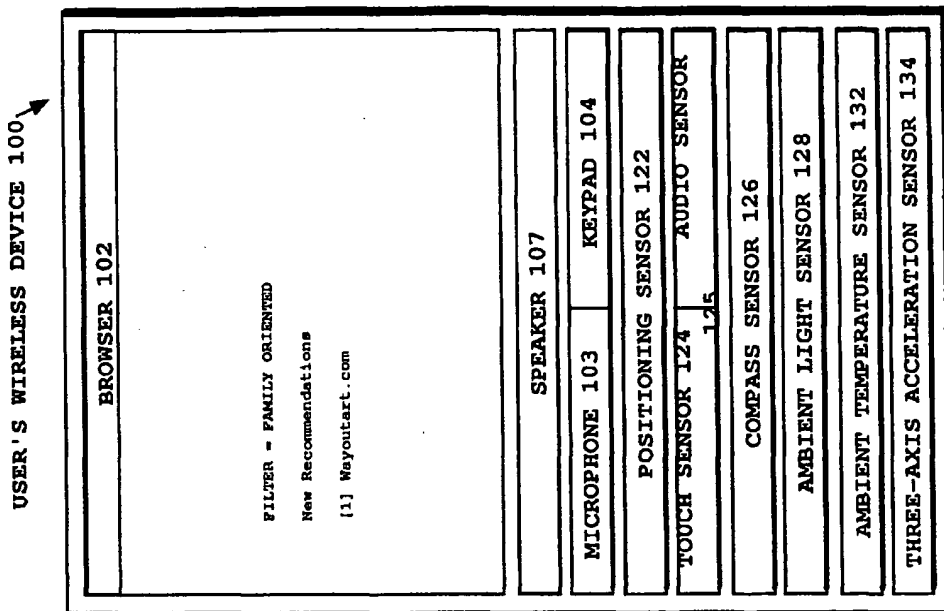 USER'S WIRELESS DEVICE 100
BROWSER 102
FILTER = FAMILY ORIENTED
New Recommendations
[1] Wayoutart.com
SPEAKER 107
MICROPHONE 103 KEYPAD 104
POSITIONING SENSOR 122
TOUCH SENSOR 124 AUDIO SENSOR
125
COMPASS SENSOR 126
AMBIENT LIGHT SENSOR 128
AMBIENT TEMPERATURE SENSOR 132
THREE-AXIS ACCELERATION SENSOR 134